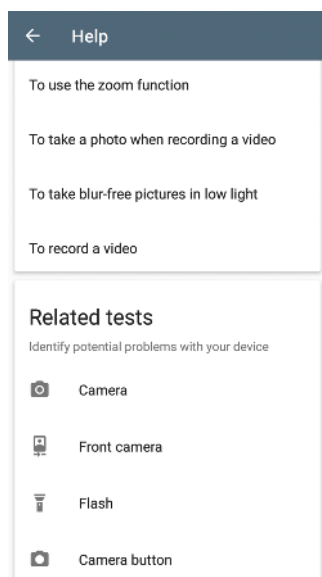 Help
To use the zoom function
To take a photo when recording a video
To take blur-free pictures in low light
To record a video
Related tests
Identify potential problems with your device
Camera
Front camera
Flash
Camera button